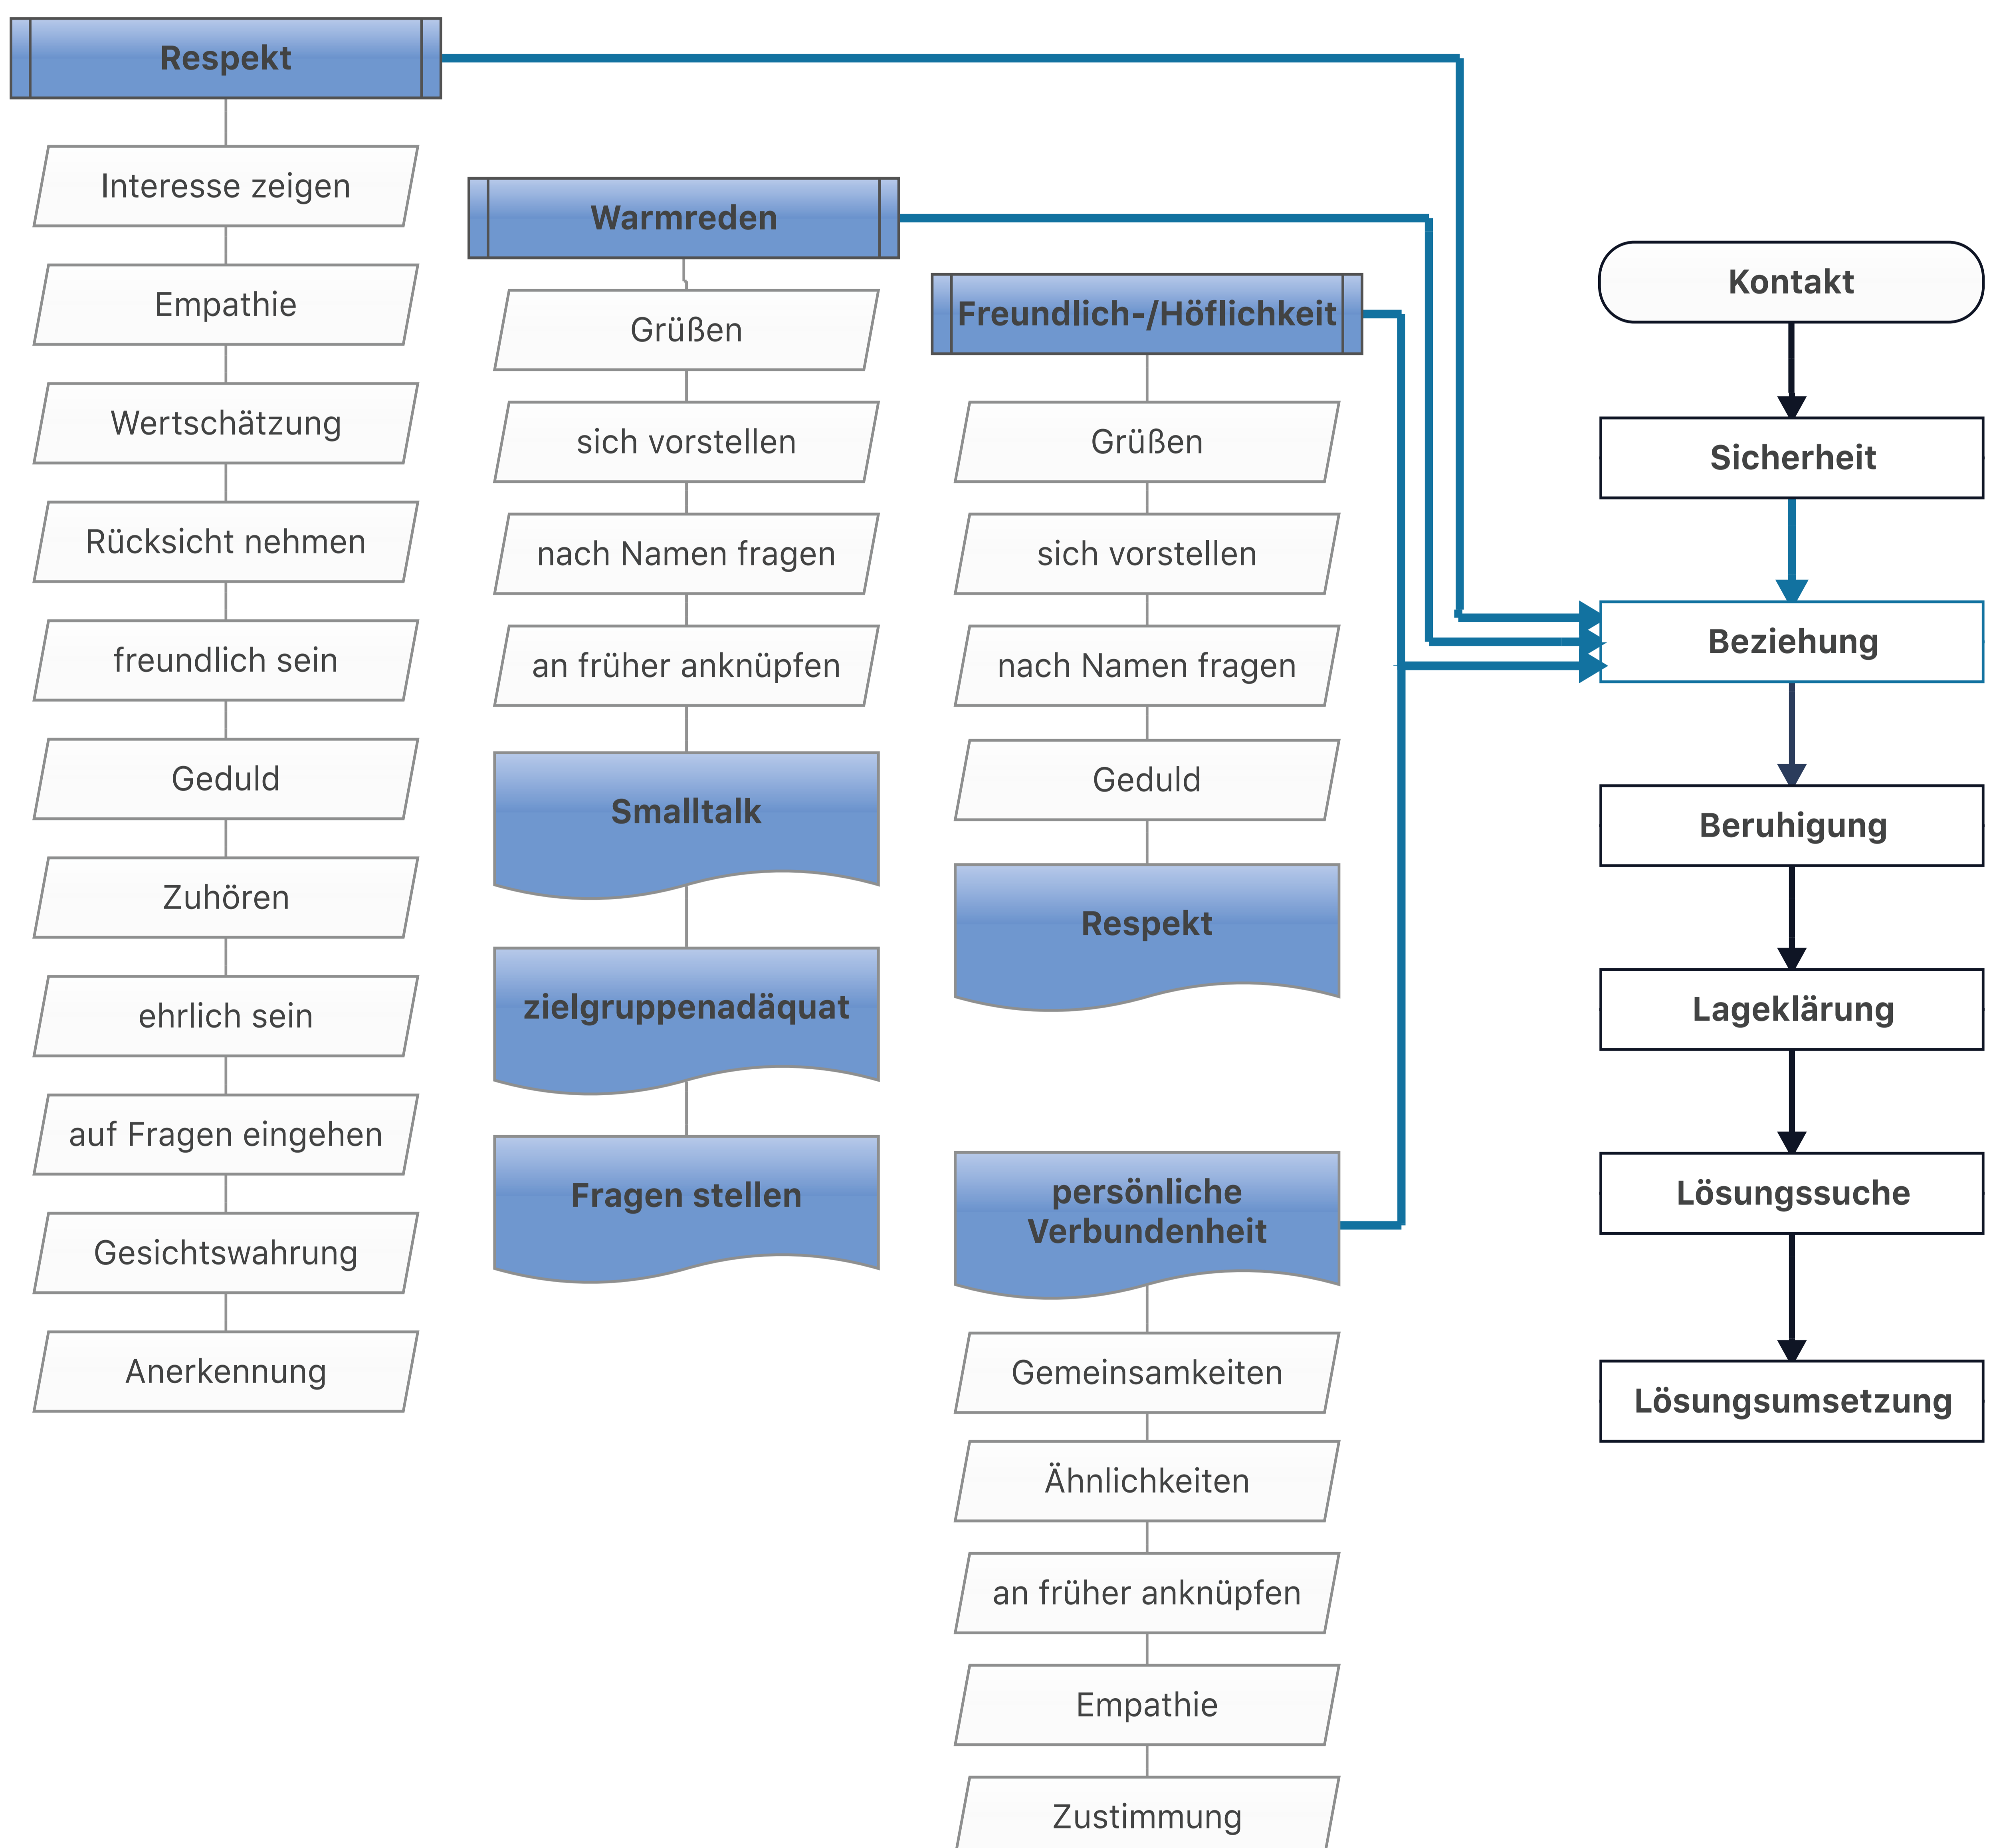 Respekt
Interesse zeigen
Empathie
Wertschätzung
Rücksicht nehmen
freundlich sein
Geduld
Zuhören
ehrlich sein
auf Fragen eingehen
Gesichtswahrung
Anerkennung
Warmreden
Grüßen
sich vorstellen
nach Namen fragen
an früher anknüpfen
Smalltalk
zielgruppenadäquat
Fragen stellen
Freundlich-/Höflichkeit
Grüßen
sich vorstellen
nach Namen fragen
Geduld
Respekt
persönliche
Verbundenheit
Gemeinsamkeiten
Ähnlichkeiten
an früher anknüpfen
Empathie
Zustimmung
Kontakt
Sicherheit
Beziehung
Beruhigung
Lageklärung
Lösungssuche
Lösungsumsetzung